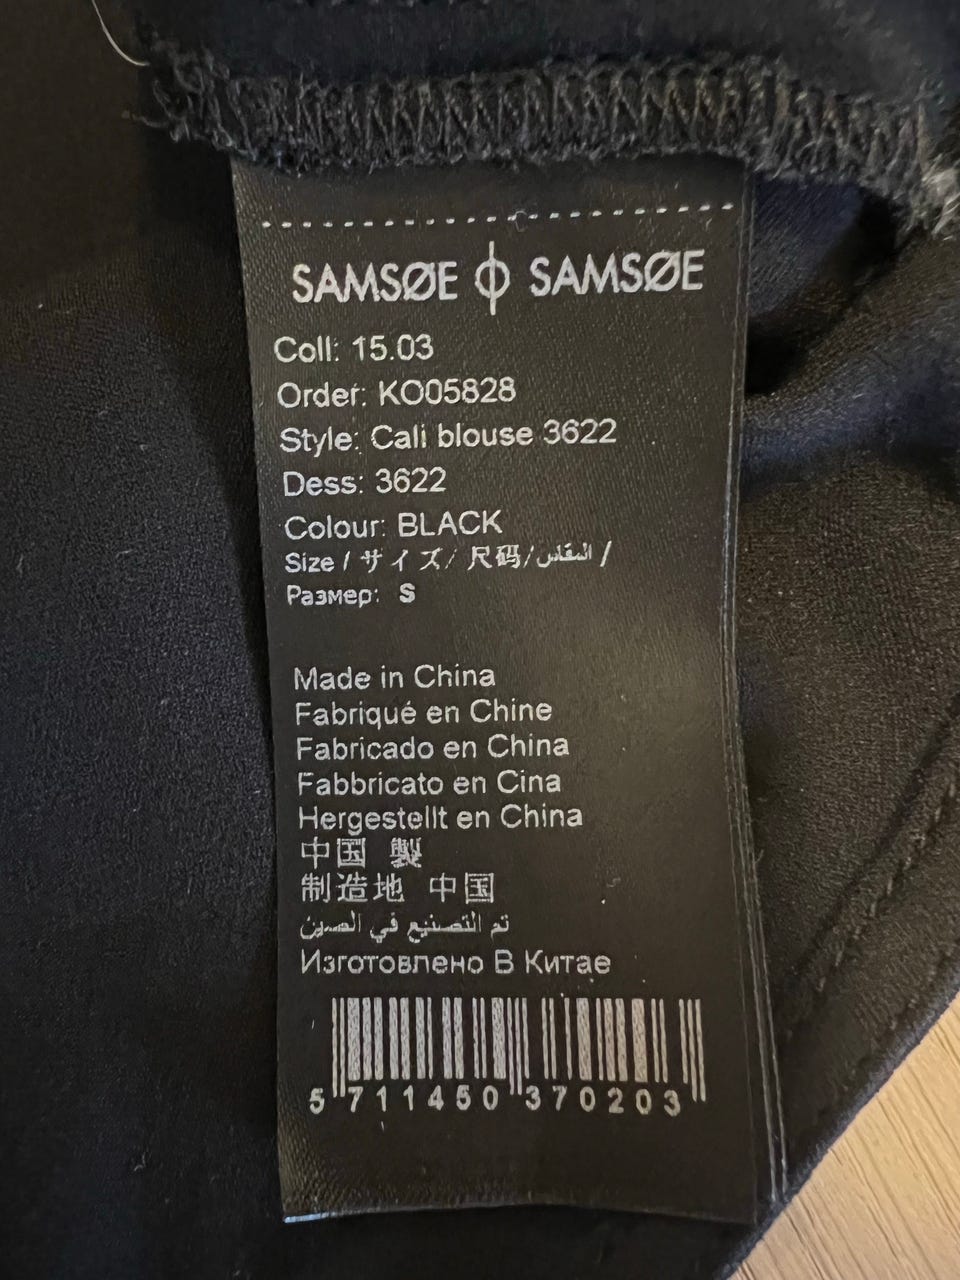 SAMSØE SAMSØE
Coll: 15.03
Order: KO05828
Style: Cali blouse 3622
Dess: 3622
Colour: BLACK
Size / サイズ/ 尺码/المقاس /
Размер: S
Made in China
Fabriqué en Chine
Fabricado en China
Fabbricato en Cina
Hergestellt en China
中国 製
制造地 中国
تم التصنيع في الصين
Изготовлено В Китае
5 711450 370203